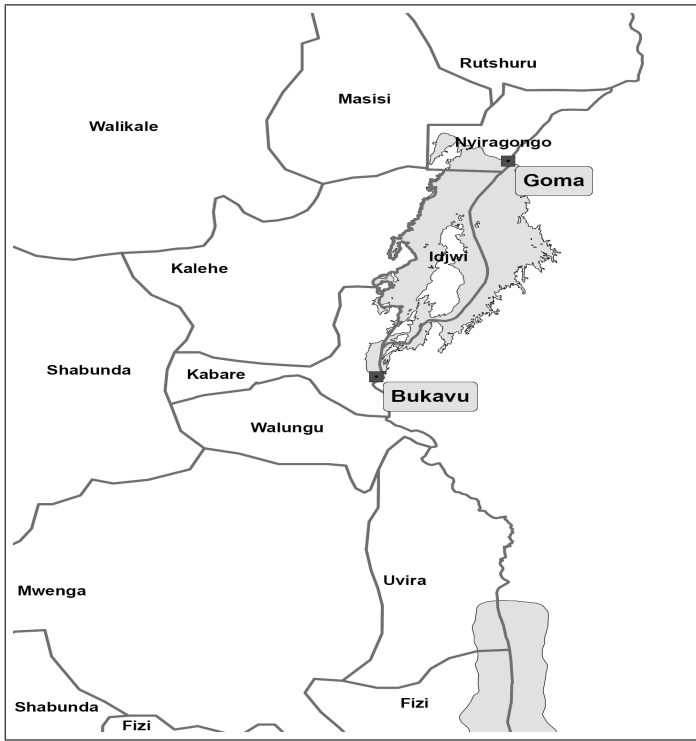 Rutshuru
Masisi
Walikale
Nyiragongo
Goma
Idjwi
Kalehe
Shabunda
Kabare
Bukavu
Walungu
Uvira
Mwenga
Fizi
Shabunda
Fizi